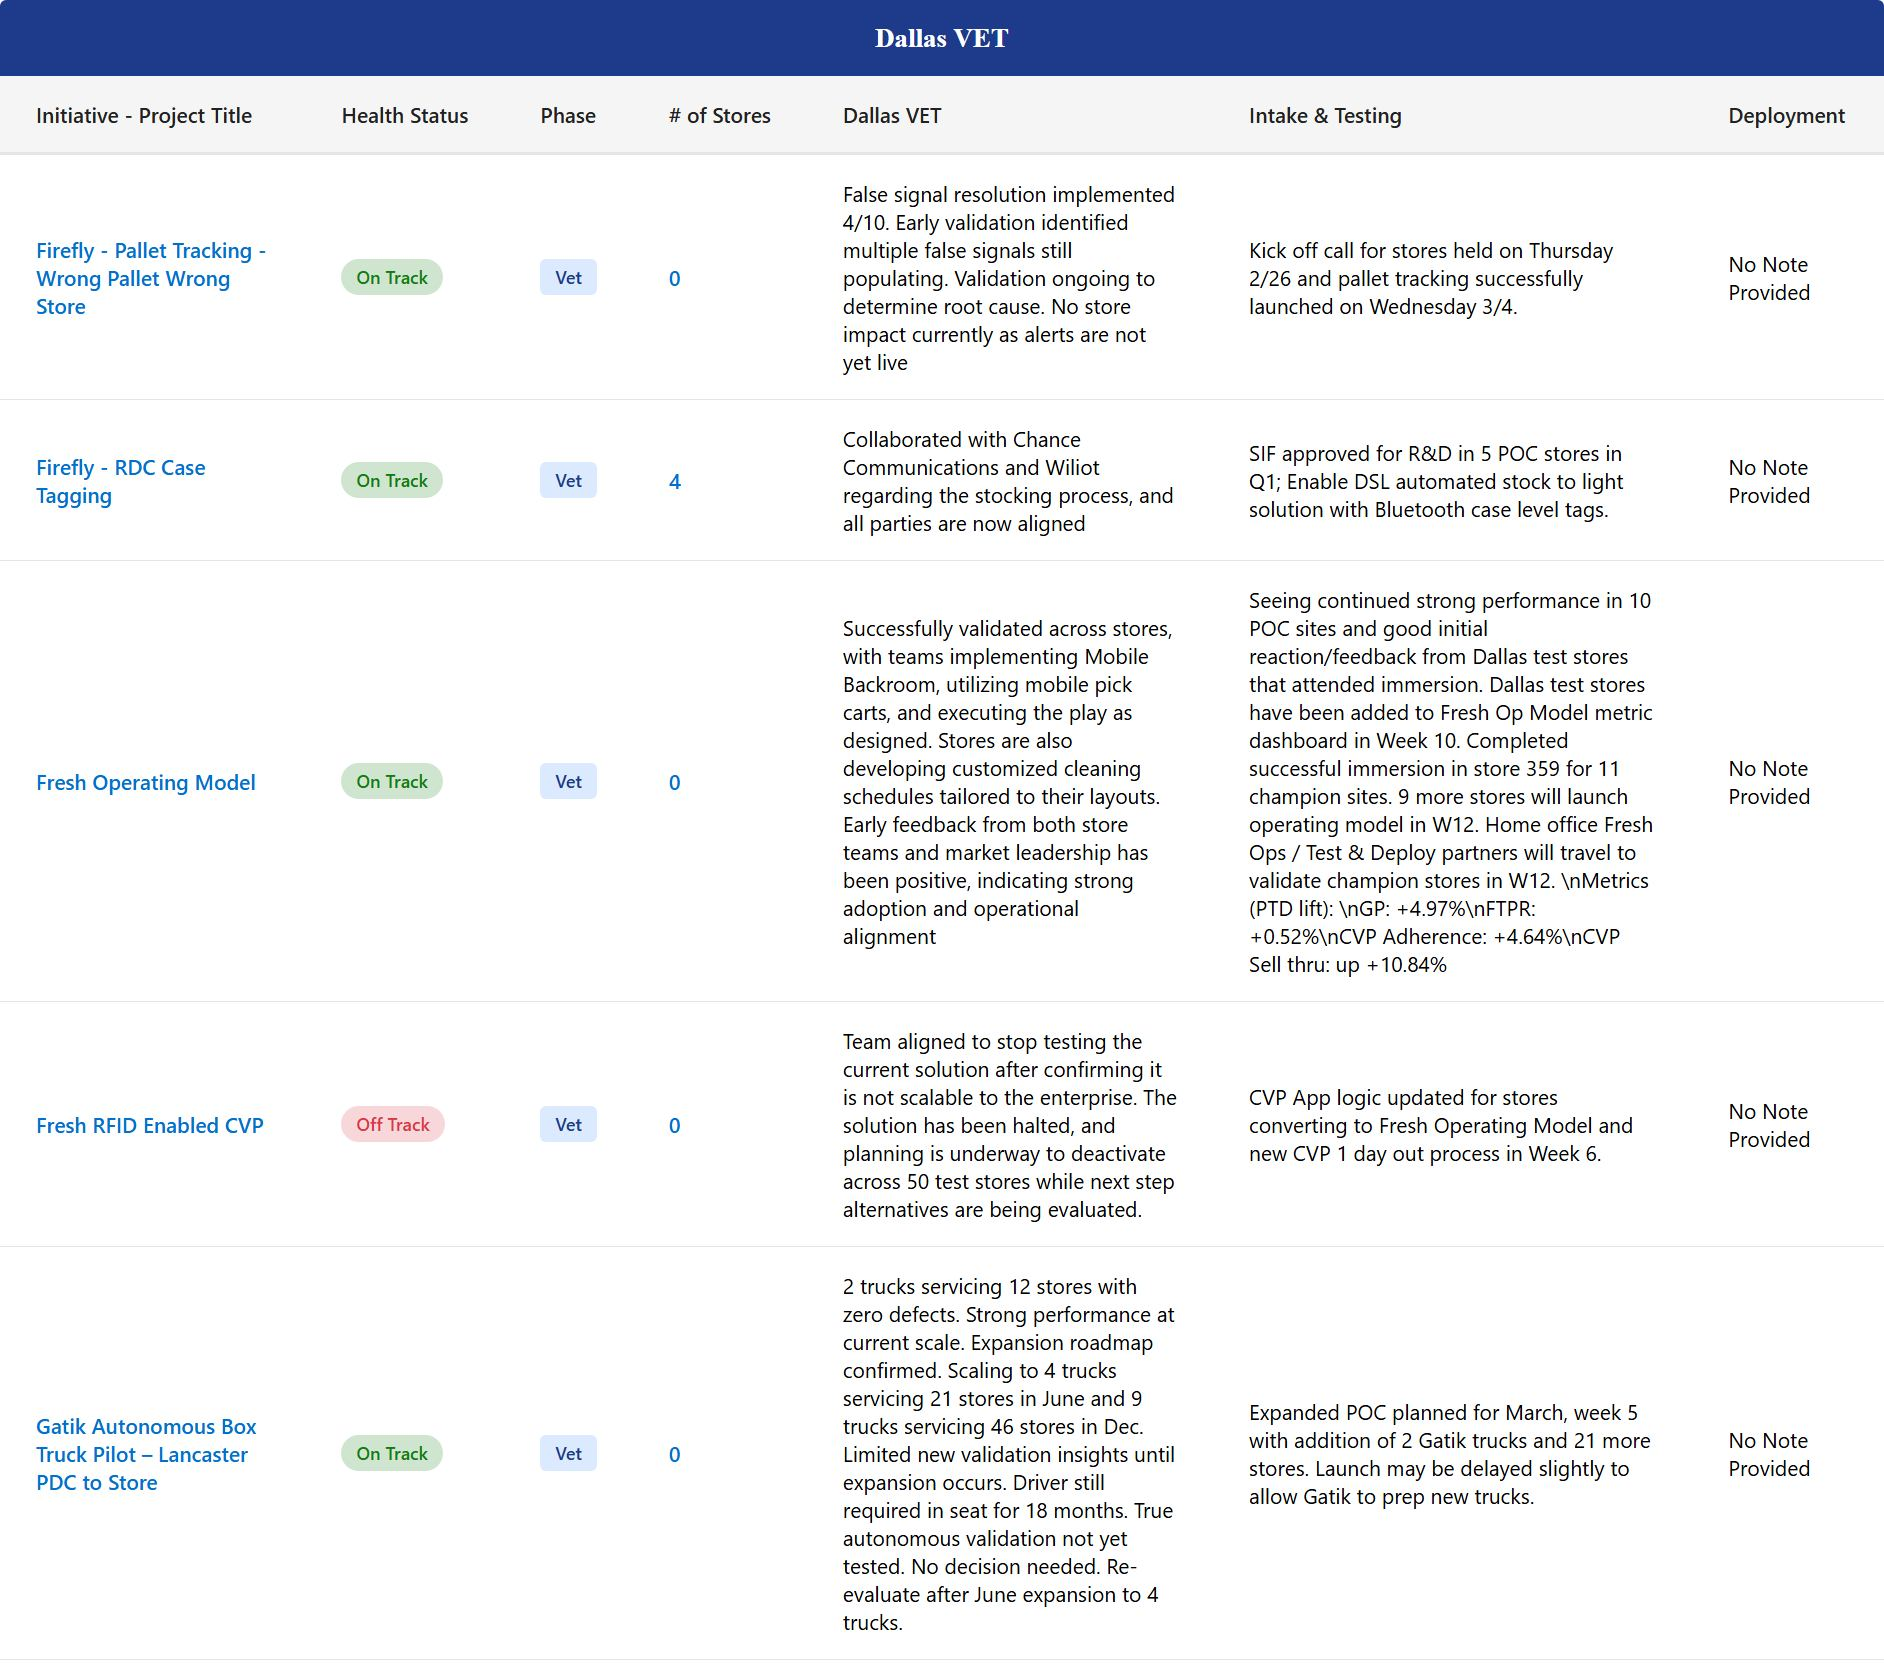 Dallas VET
Initiative - Project Title
Health Status
Phase
# of Stores
Dallas VET
Intake & Testing
Deployment
Firefly - Pallet Tracking -
Wrong Pallet Wrong
Store
On Track
Vet
0
False signal resolution implemented
4/10. Early validation identified
multiple false signals still
populating. Validation ongoing to
determine root cause. No store
impact currently as alerts are not
yet live
Kick off call for stores held on Thursday
2/26 and pallet tracking successfully
launched on Wednesday 3/4.
No Note
Provided
Firefly - RDC Case
Tagging
On Track
Vet
4
Collaborated with Chance
Communications and Wiliot
regarding the stocking process, and
all parties are now aligned
SIF approved for R&D in 5 POC stores in
Q1; Enable DSL automated stock to light
solution with Bluetooth case level tags.
No Note
Provided
Fresh Operating Model
On Track
Vet
0
Successfully validated across stores,
with teams implementing Mobile
Backroom, utilizing mobile pick
carts, and executing the play as
designed. Stores are also
developing customized cleaning
schedules tailored to their layouts.
Early feedback from both store
teams and market leadership has
been positive, indicating strong
adoption and operational
alignment
Seeing continued strong performance in 10
POC sites and good initial
reaction/feedback from Dallas test stores
that attended immersion. Dallas test stores
have been added to Fresh Op Model metric
dashboard in Week 10. Completed
successful immersion in store 359 for 11
champion sites. 9 more stores will launch
operating model in W12. Home office Fresh
Ops / Test & Deploy partners will travel to
validate champion stores in W12. \nMetrics
(PTD lift): \nGP: +4.97%\nFTPR:
+0.52%\nCVP Adherence: +4.64%\nCVP
Sell thru: up +10.84%
No Note
Provided
Fresh RFID Enabled CVP
Off Track
Vet
0
Team aligned to stop testing the
current solution after confirming it
is not scalable to the enterprise. The
solution has been halted, and
planning is underway to deactivate
across 50 test stores while next step
alternatives are being evaluated.
CVP App logic updated for stores
converting to Fresh Operating Model and
new CVP 1 day out process in Week 6.
No Note
Provided
Gatik Autonomous Box
Truck Pilot – Lancaster
PDC to Store
On Track
Vet
0
2 trucks servicing 12 stores with
zero defects. Strong performance at
current scale. Expansion roadmap
confirmed. Scaling to 4 trucks
servicing 21 stores in June and 9
trucks servicing 46 stores in Dec.
Limited new validation insights until
expansion occurs. Driver still
required in seat for 18 months. True
autonomous validation not yet
tested. No decision needed. Re-
evaluate after June expansion to 4
trucks.
Expanded POC planned for March, week 5
with addition of 2 Gatik trucks and 21 more
stores. Launch may be delayed slightly to
allow Gatik to prep new trucks.
No Note
Provided